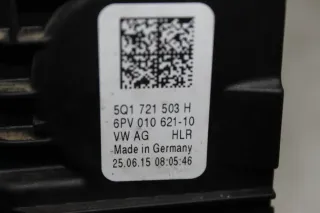 5Q1 721 503 H
6PV 010 621-10
VW AG HLR
Made in Germany
25.06.15 08:05:46